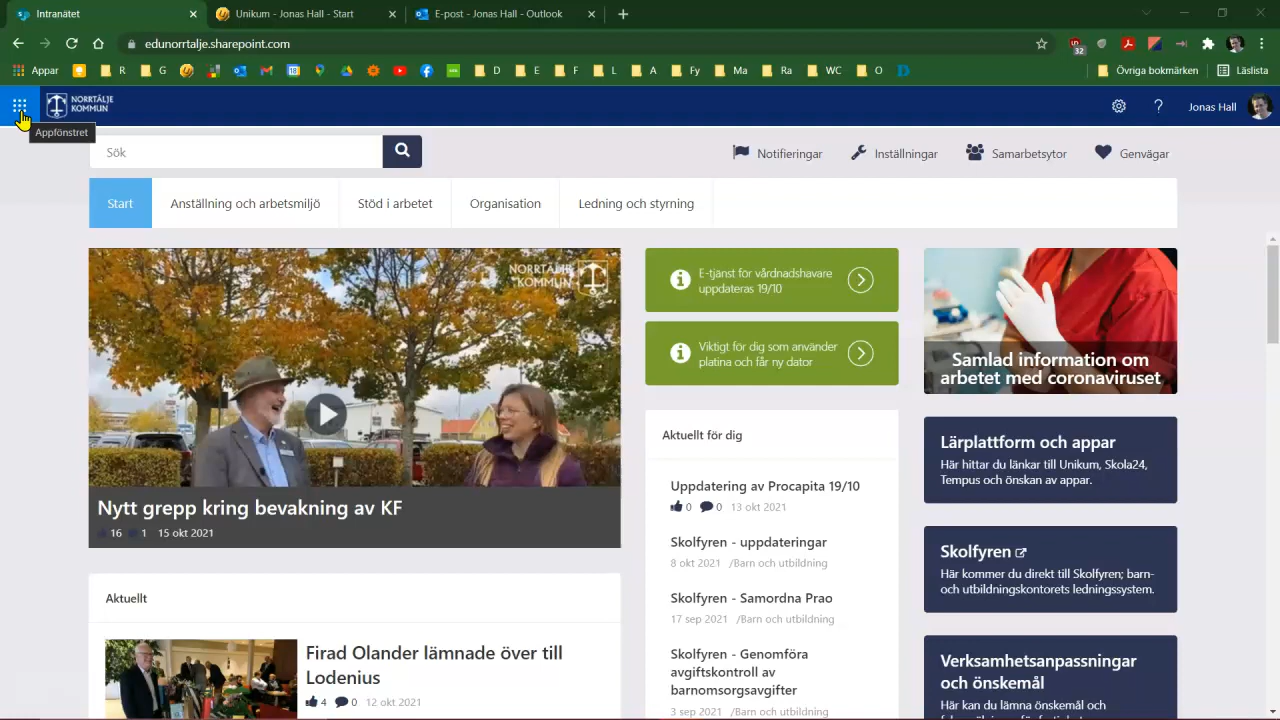 Intranätet
Unikum - Jonas Hall - Start
E-post - Jonas Hall - Outlook
edunorrtalje.sharepoint.com
32
Appar
R
G
31
D
E
F
L
A
Fy
Ma
Ra
WC
O
Övriga bokmärken
Läslista
NORRTÄLJE
KOMMUN
Jonas Hall
Appfönstret
Sök
Notifieringar
Inställningar
Samarbetsytor
Genvägar
Start
Anställning och arbetsmiljö
Stöd i arbetet
Organisation
Ledning och styrning
NORRTÄLJE
KOMMUN
Nytt grepp kring bevakning av KF
16 1 15 okt 2021
Aktuellt
Firad Olander lämnade över till
Lodenius
4 0 12 okt 2021
E-tjänst för vårdnadshavare
uppdateras 19/10
Viktigt för dig som använder
platina och får ny dator
Aktuellt för dig
Uppdatering av Procapita 19/10
0 0 13 okt 2021
Skolfyren - uppdateringar
8 okt 2021 /Barn och utbildning
Skolfyren - Samordna Prao
17 sep 2021 /Barn och utbildning
Skolfyren - Genomföra
avgiftskontroll av
barnomsorgsavgifter
3 sep 2021 /Barn och utbildning
Samlad information om
arbetet med coronaviruset
Lärplattform och appar
Här hittar du länkar till Unikum, Skola24,
Tempus och önskan av appar.
Skolfyren
Här kommer du direkt till Skolfyren; barn-
och utbildningskontorets ledningssystem.
Verksamhetsanpassningar
och önskemål
Här kan du lämna önskemål och